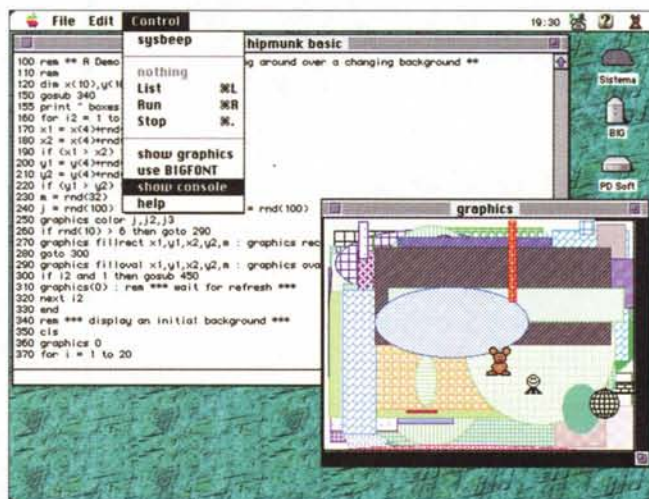 File Edit Control
19:30
sysbeep
nothing
List ⌘L
Run ⌘R
Stop ⌘.
show graphics
use BIGFONT
show console
help
hipmunk basic
100 rem ** A Demo ng around over a changing background **
110 rem
120 dim x(10),y(10
150 gosub 340
155 print " boxes
160 for i2 = 1 to
170 x1 = x(4)+rnd
180 x2 = x(4)+rnd
190 if (x1 > x2)
200 y1 = y(4)+rnd
210 y2 = y(4)+rnd
220 if (y1 > y2)
230 m = rnd(32)
240 j = rnd(100) = rnd(100)
250 graphics color j,j2,j3
260 if rnd(10) > 6 then goto 290
270 graphics fillrect x1,y1,x2,y2,m : graphics rec
280 goto 300
290 graphics filloval x1,y1,x2,y2,m : graphics ova
300 if i2 and 1 then gosub 450
310 graphics(0) : rem *** wait for refresh ***
320 next i2
330 end
340 rem *** display an initial background ***
350 cls
360 graphics 0
370 for i = 1 to 20
graphics
Sistema
BIG
PD Soft